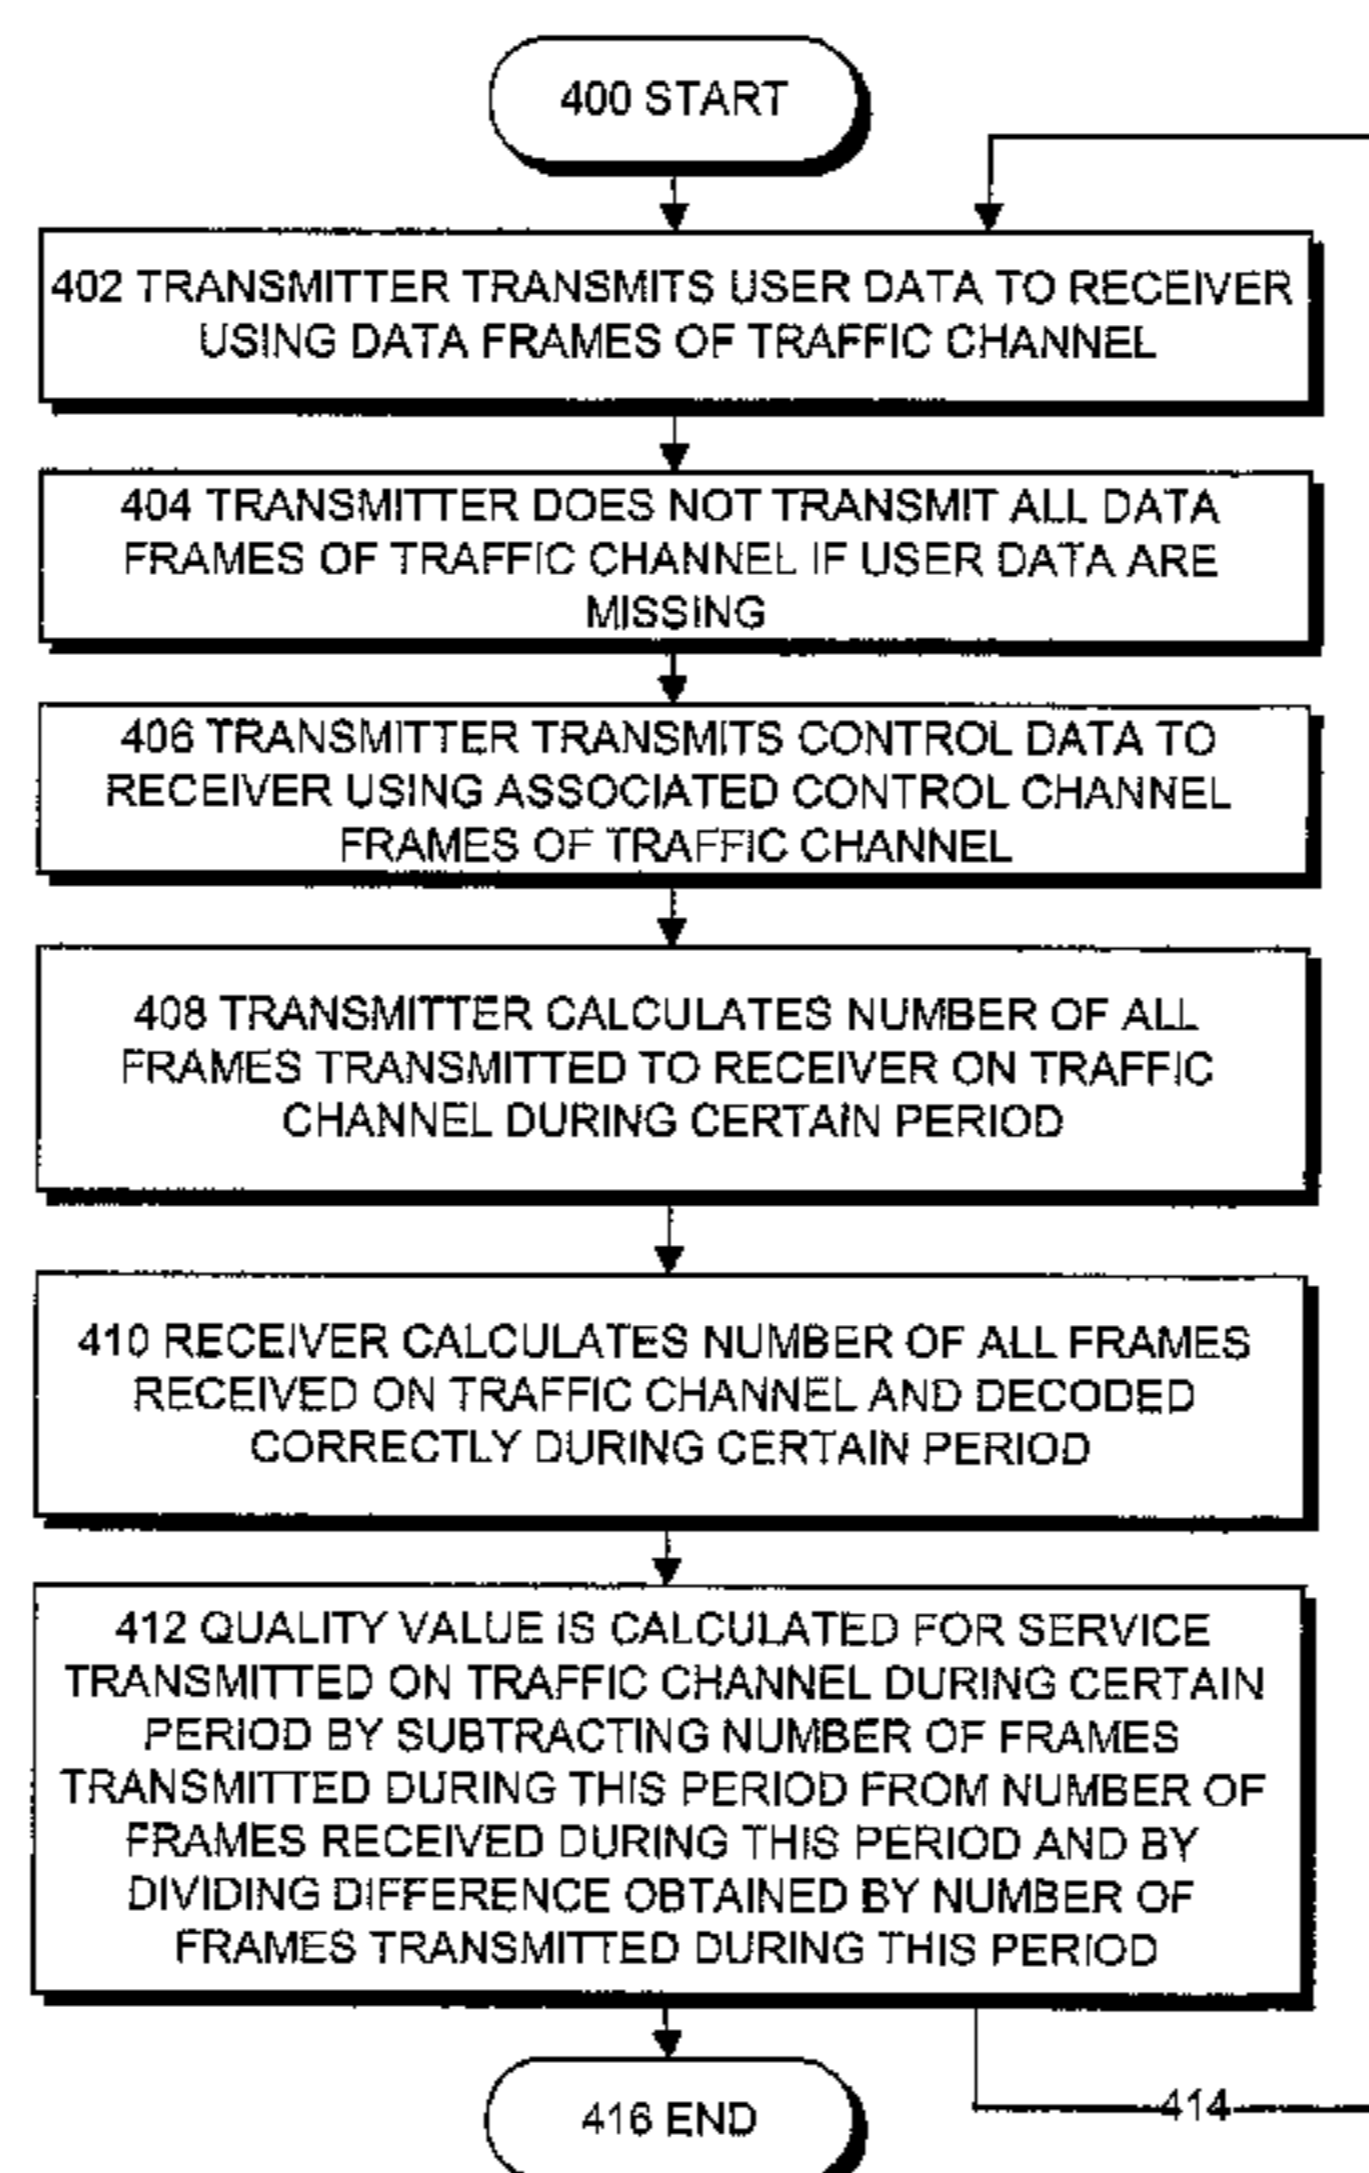 400 START
402 TRANSMITTER TRANSMITS USER DATA TO RECEIVER
USING DATA FRAMES OF TRAFFIC CHANNEL
404 TRANSMITTER DOES NOT TRANSMIT ALL DATA
FRAMES OF TRAFFIC CHANNEL IF USER DATA ARE
MISSING
406 TRANSMITTER TRANSMITS CONTROL DATA TO
RECEIVER USING ASSOCIATED CONTROL CHANNEL
FRAMES OF TRAFFIC CHANNEL
408 TRANSMITTER CALCULATES NUMBER OF ALL
FRAMES TRANSMITTED TO RECEIVER ON TRAFFIC
CHANNEL DURING CERTAIN PERIOD
410 RECEIVER CALCULATES NUMBER OF ALL FRAMES
RECEIVED ON TRAFFIC CHANNEL AND DECODED
CORRECTLY DURING CERTAIN PERIOD
412 QUALITY VALUE IS CALCULATED FOR SERVICE
TRANSMITTED ON TRAFFIC CHANNEL DURING CERTAIN
PERIOD BY SUBTRACTING NUMBER OF FRAMES
TRANSMITTED DURING THIS PERIOD FROM NUMBER OF
FRAMES RECEIVED DURING THIS PERIOD AND BY
DIVIDING DIFFERENCE OBTAINED BY NUMBER OF
FRAMES TRANSMITTED DURING THIS PERIOD
414
416 END